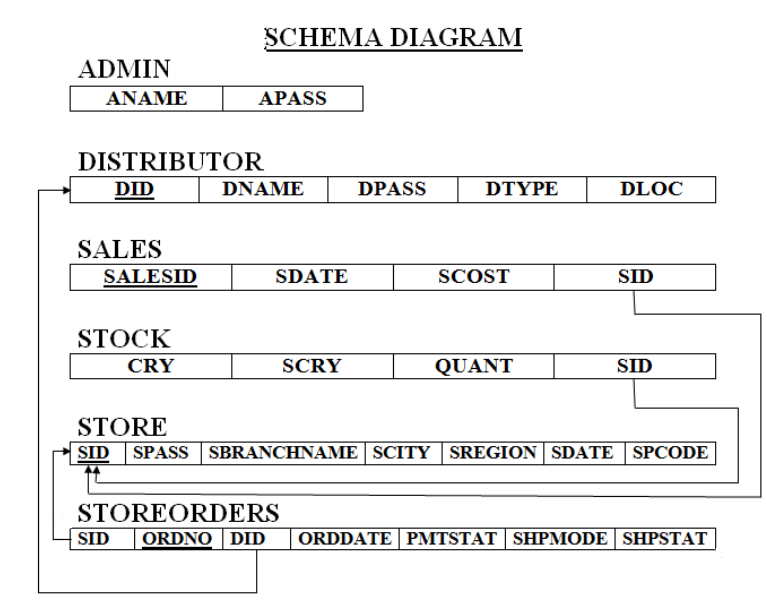 SCHEMA DIAGRAM
ADMIN
ANAME APASS
DISTRIBUTOR
DID DNAME DPASS DTYPE DLOC
SALES
SALESID SDATE SCOST SID
STOCK
CRY SCRY QUANT SID
STORE
SID SPASS SBRANCHNAME SCITY SREGION SDATE SPCODE
STOREORDERS
SID ORDNO DID ORDDATE PMTSTAT SHPMODE SHPSTAT